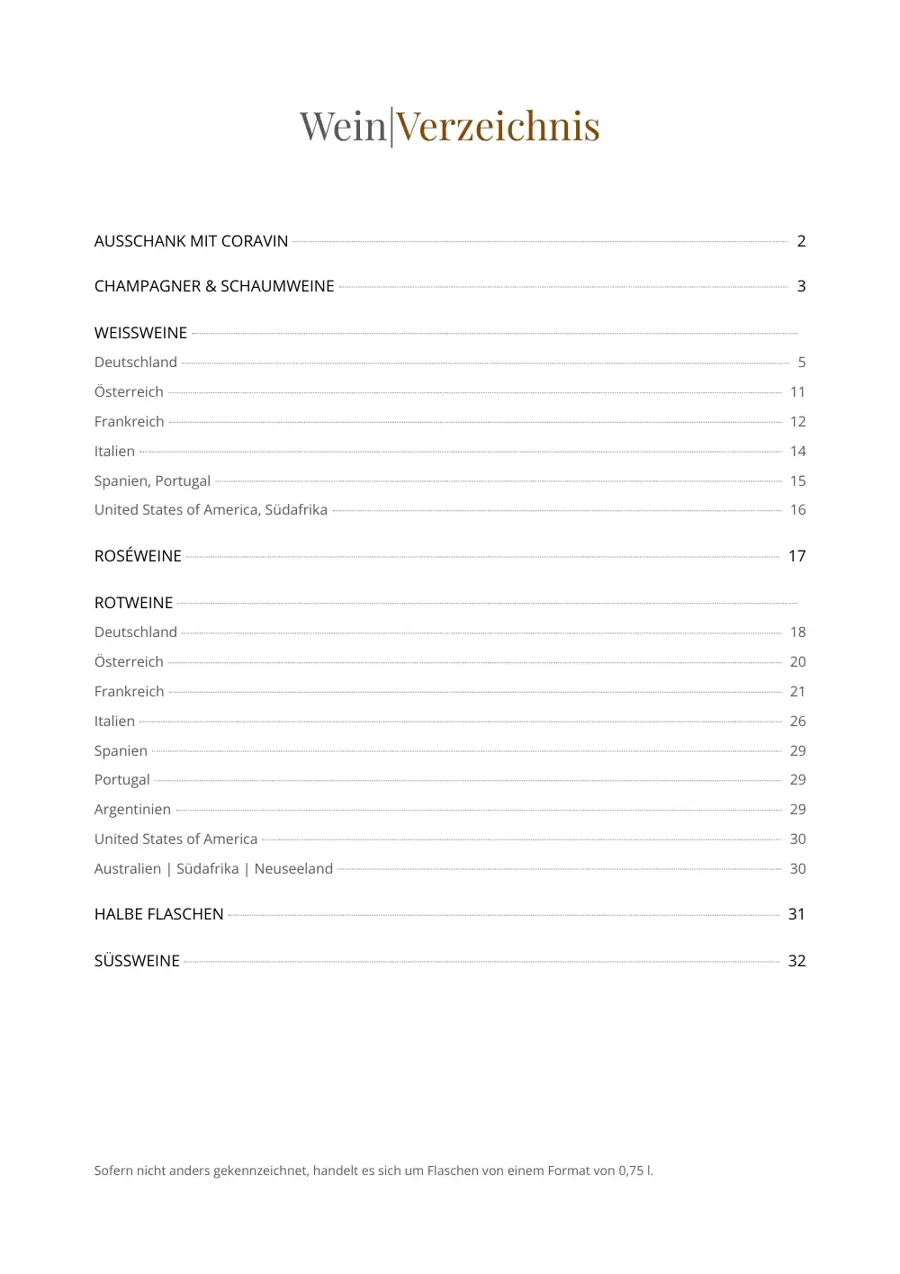 Wein|Verzeichnis
AUSSCHANK MIT CORAVIN 2
CHAMPAGNER & SCHAUMWEINE 3
WEISSWEINE
Deutschland 5
Österreich 11
Frankreich 12
Italien 14
Spanien, Portugal 15
United States of America, Südafrika 16
ROSÉWEINE 17
ROTWEINE
Deutschland 18
Österreich 20
Frankreich 21
Italien 26
Spanien 29
Portugal 29
Argentinien 29
United States of America 30
Australien | Südafrika | Neuseeland 30
HALBE FLASCHEN 31
SÜSSWEINE 32
Sofern nicht anders gekennzeichnet, handelt es sich um Flaschen von einem Format von 0,75 l.